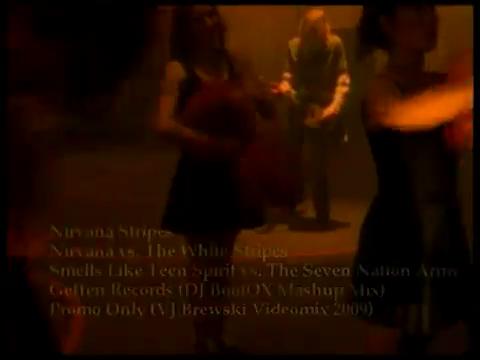 Nirvana Stripes
Nirvana vs. The White Stripes
Smells Like Teen Spirit vs. The Seven Nation Army
Geffen Records (DJ BootOX Mashup Mix)
Promo Only (VJ Brewski Videomix 2009)